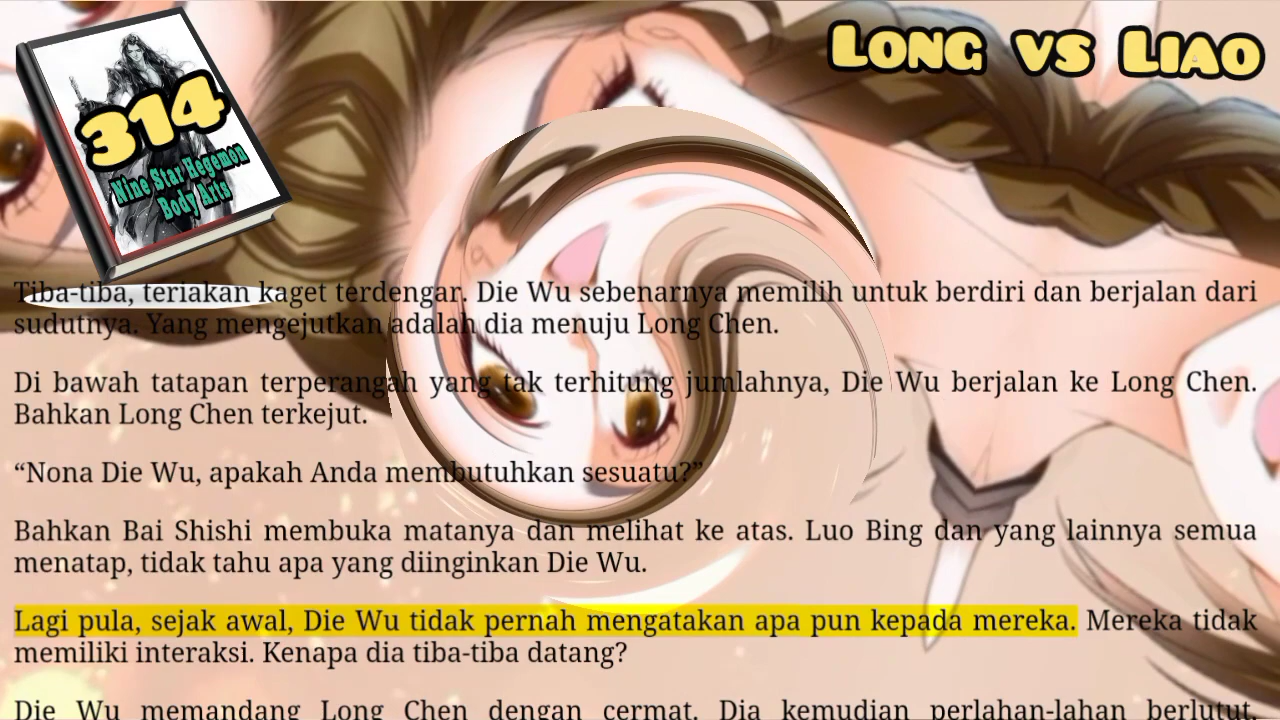 314
Nine Star Hegemon
Body Arts
Long vs Liao
Tiba-tiba, teriakan kaget terdengar. Die Wu sebenarnya memilih untuk berdiri dan berjalan dari
sudutnya. Yang mengejutkan adalah dia menuju Long Chen.
Di bawah tatapan terperangah yang tak terhitung jumlahnya, Die Wu berjalan ke Long Chen.
Bahkan Long Chen terkejut.
“Nona Die Wu, apakah Anda membutuhkan sesuatu?”
Bahkan Bai Shishi membuka matanya dan melihat ke atas. Luo Bing dan yang lainnya semua
menatap, tidak tahu apa yang diinginkan Die Wu.
Lagi pula, sejak awal, Die Wu tidak pernah mengatakan apa pun kepada mereka. Mereka tidak
memiliki interaksi. Kenapa dia tiba-tiba datang?
Die Wu memandang Long Chen dengan cermat. Dia kemudian perlahan-lahan berlutut.